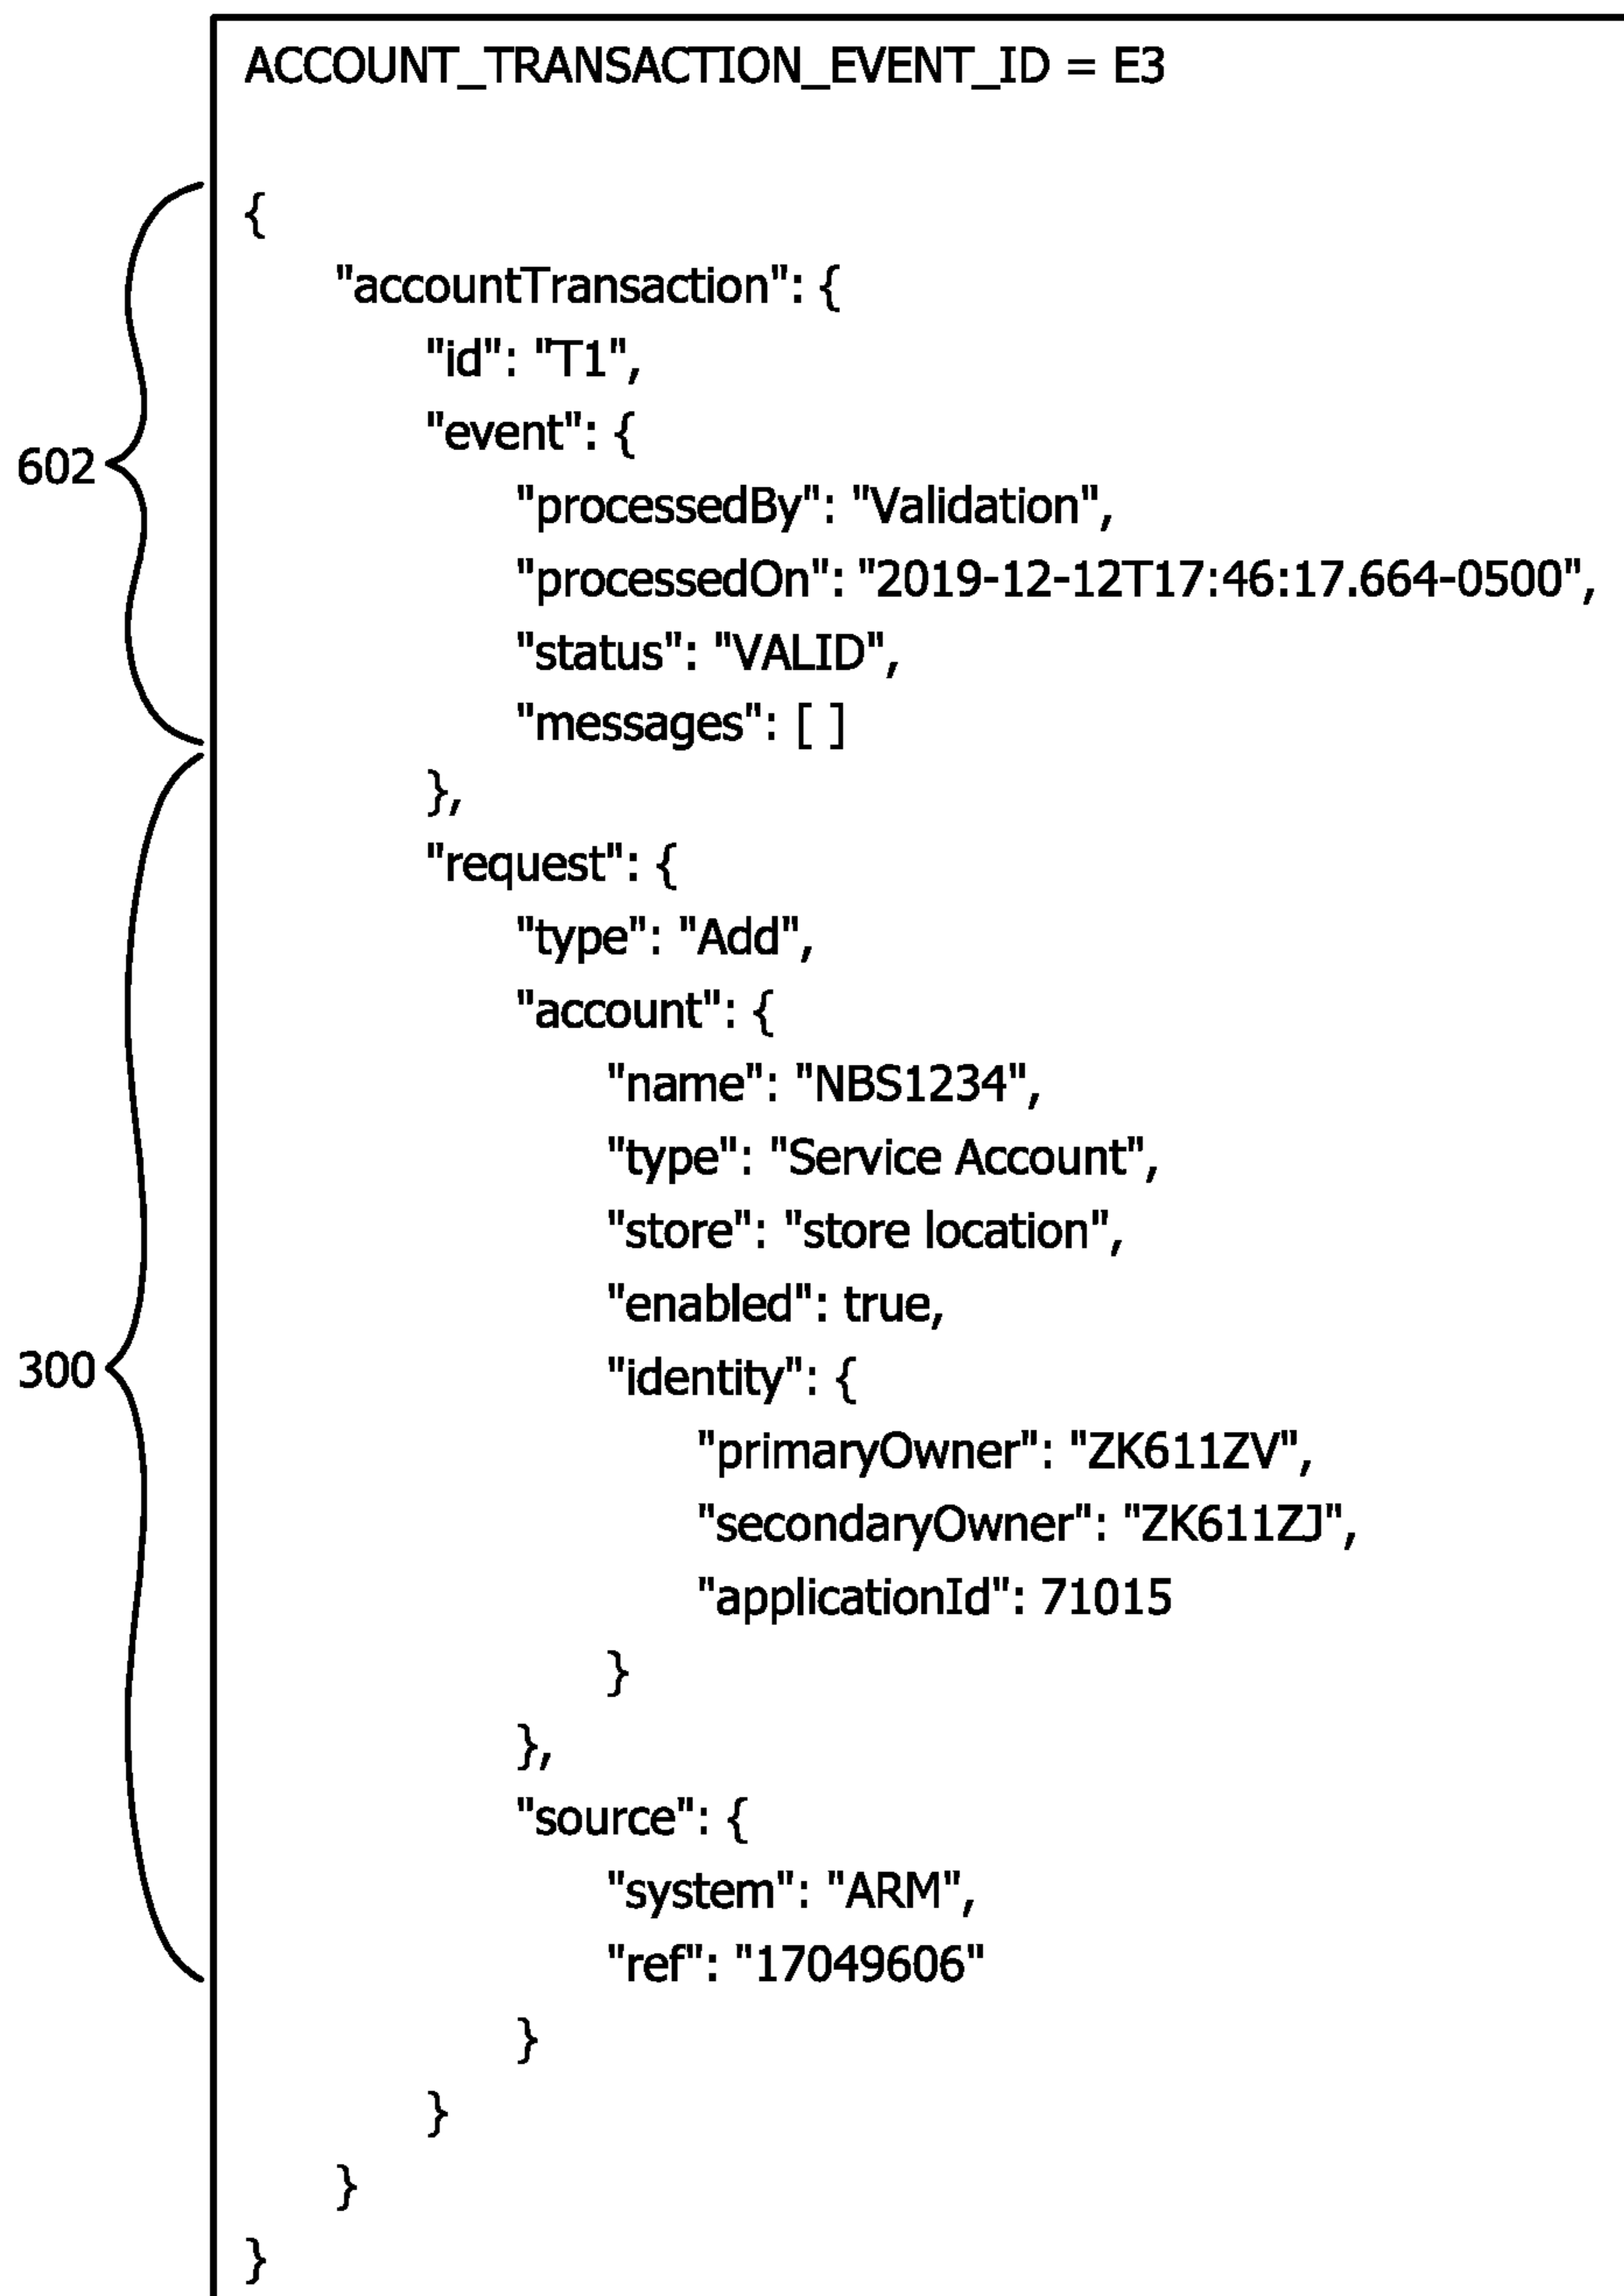 ACCOUNT_TRANSACTION_EVENT_ID = E3
{
"accountTransaction": {
"id": "T1",
"event": {
602
"processedBy": "Validation",
"processedOn": "2019-12-12T17:46:17.664-0500",
"status": "VALID",
"messages": [ ]
},
"request": {
"type": "Add",
"account": {
"name": "NBS1234",
"type": "Service Account",
"store": "store location",
"enabled": true,
300
"identity": {
"primaryOwner": "ZK611ZV",
"secondaryOwner": "ZK611ZJ",
"applicationId": 71015
}
},
"source": {
"system": "ARM",
"ref": "17049606"
}
}
}
}